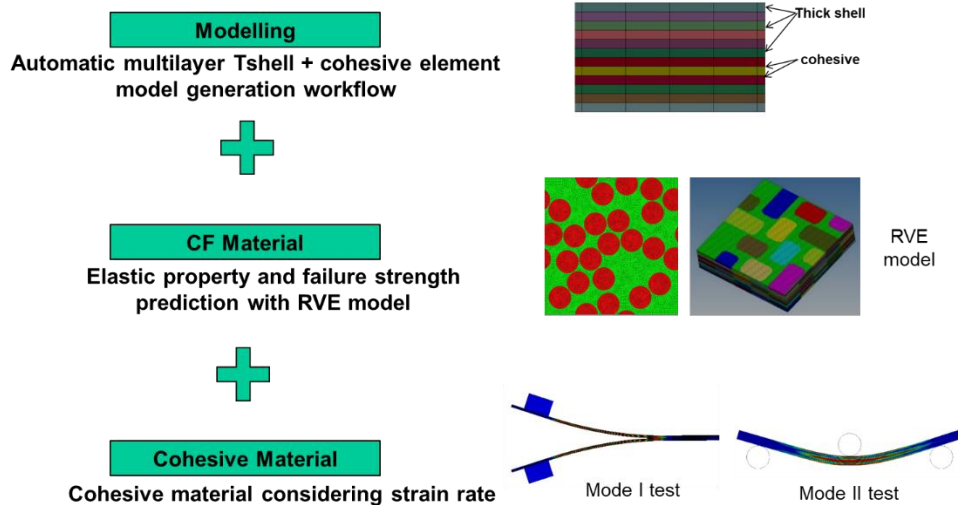 Modelling
Automatic multilayer Tshell + cohesive element
model generation workflow
Thick shell
cohesive
CF Material
Elastic property and failure strength
prediction with RVE model
RVE
model
Cohesive Material
Cohesive material considering strain rate
Mode I test
Mode II test